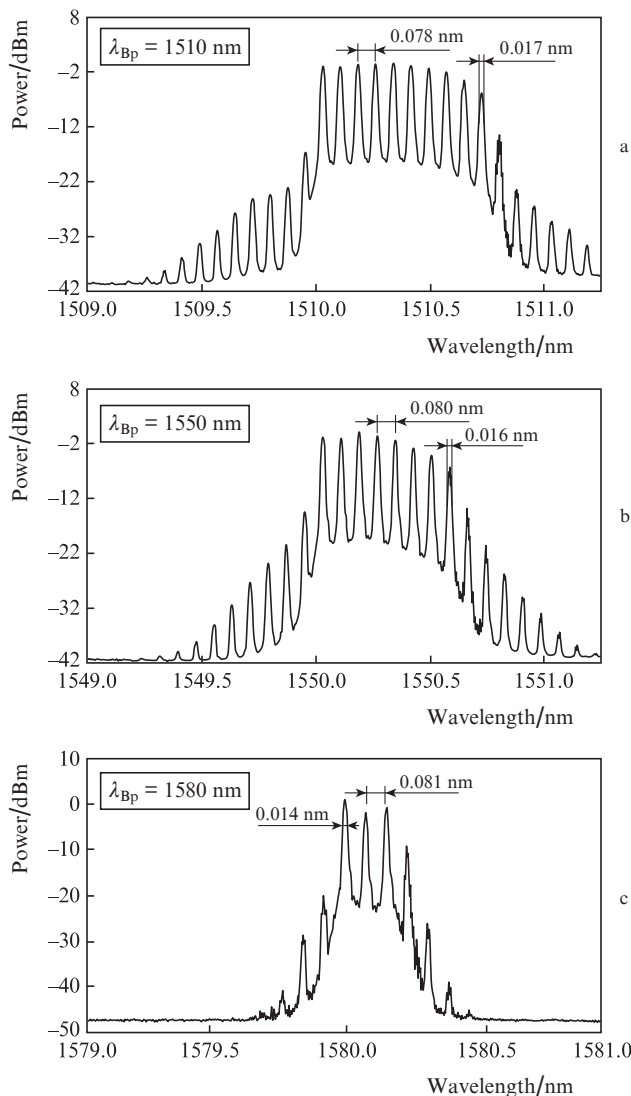 8
λBp = 1510 nm
0.078 nm
0.017 nm
–2
–12
–22
–32
–42
Power/dBm
1509.0 1509.5 1510.0 1510.5 1511.0
Wavelength/nm
a
8
λBp = 1550 nm
0.080 nm
0.016 nm
–2
–12
–22
–32
–42
Power/dBm
1549.0 1549.5 1550.0 1550.5 1551.0
Wavelength/nm
b
10
λBp = 1580 nm
0.081 nm
0.014 nm
0
–10
–20
–30
–40
–50
Power/dBm
1579.0 1579.5 1580.0 1580.5 1581.0
Wavelength/nm
c